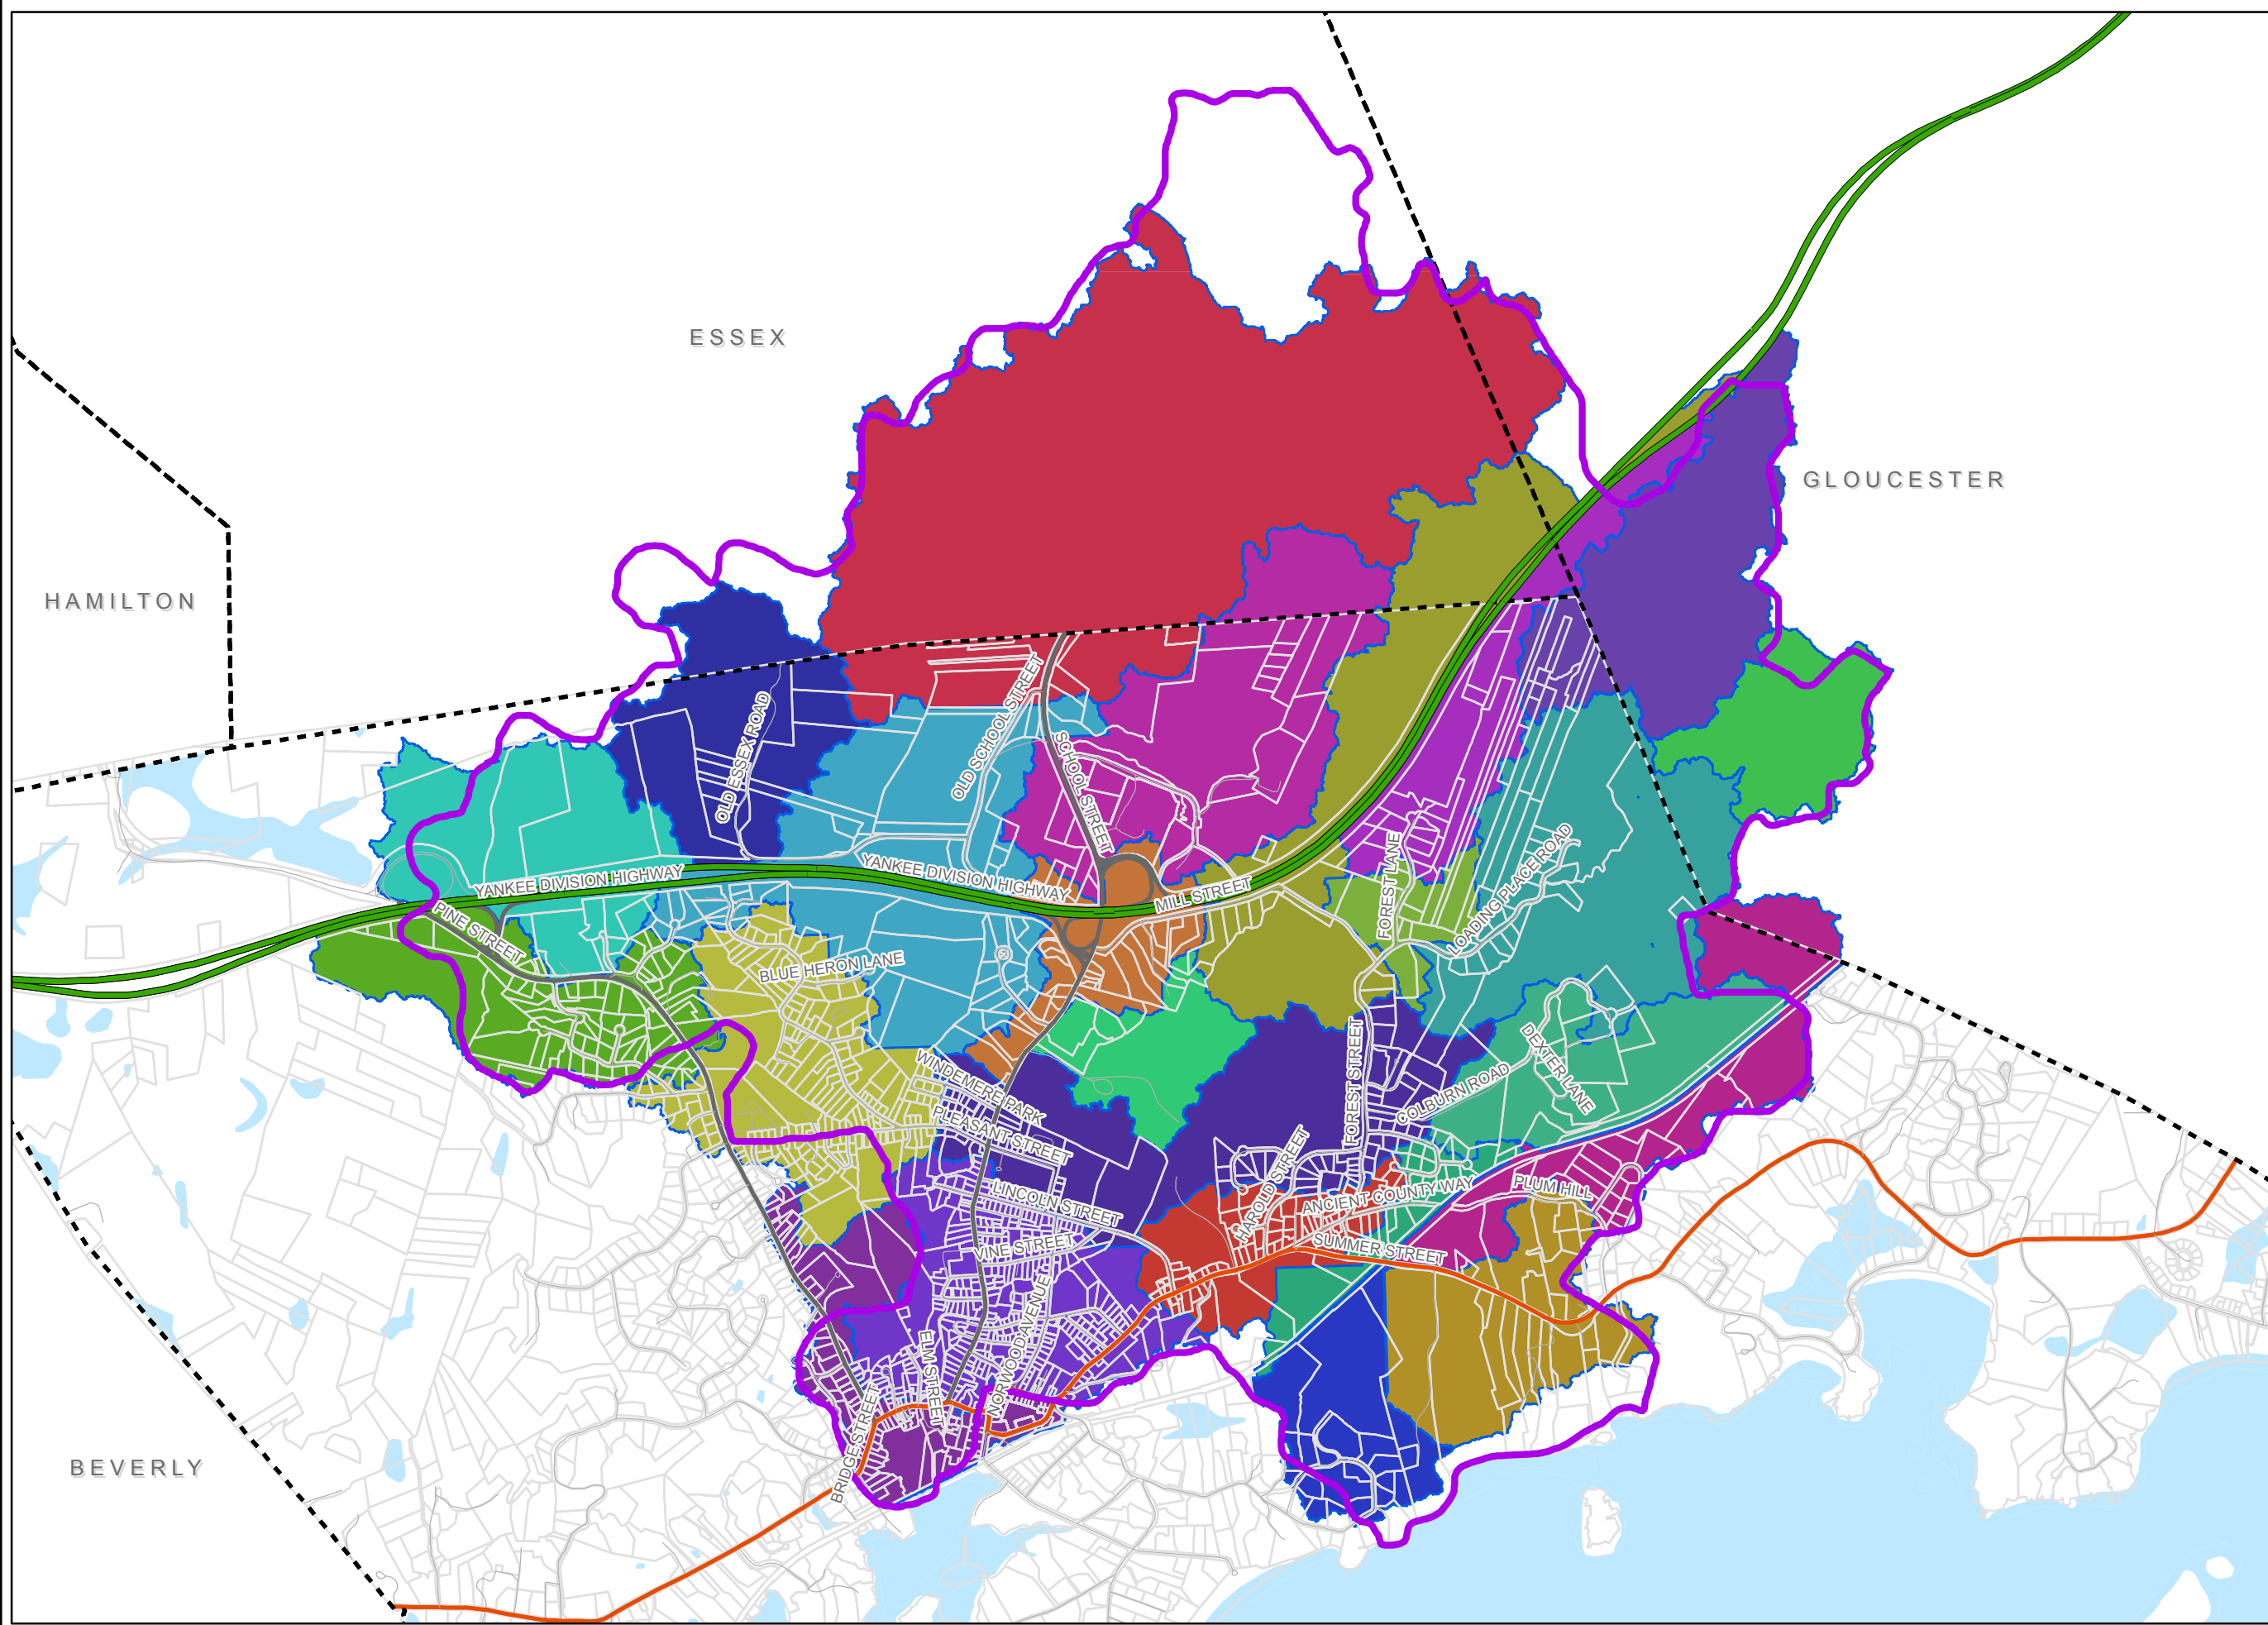 ESSEX
GLOUCESTER
HAMILTON
OLD SCHOOL STREET
OLD ESSEX ROAD
SCHOOL STREET
YANKEE DIVISION HIGHWAY
YANKEE DIVISION HIGHWAY
MILL STREET
FOREST LANE
LOADING PLACE ROAD
PINE STREET
BLUE HERON LANE
WINDEMERE PARK
PLEASANT STREET
FOREST STREET
COLBURN ROAD
DEXTER LANE
HAROLD STREET
LINCOLN STREET
ANCIENT COUNTY WAY
PLUM HILL
VINE STREET
SUMMER STREET
NORWOOD AVENUE
ELM STREET
BRIDGE STREET
BEVERLY